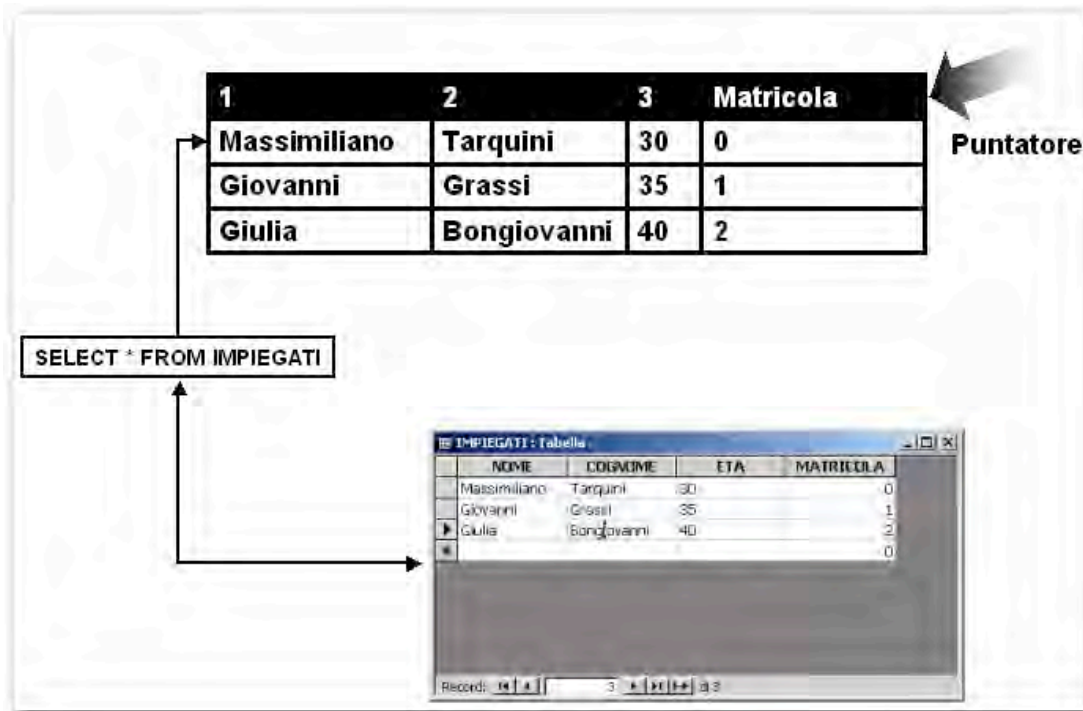 1 2 3 Matricola
Massimiliano Tarquini 30 0
Puntatore
Giovanni Grassi 35 1
Giulia Bongiovanni 40 2
SELECT * FROM IMPIEGATI
IMPIEGATI : Tabella
NOME COGNOME ETA MATRICOLA
Massimiliano Tarquini 30 0
Giovanni Grassi 35 1
Giulia Bongiovanni 40 2
0
Record: 3 di 3